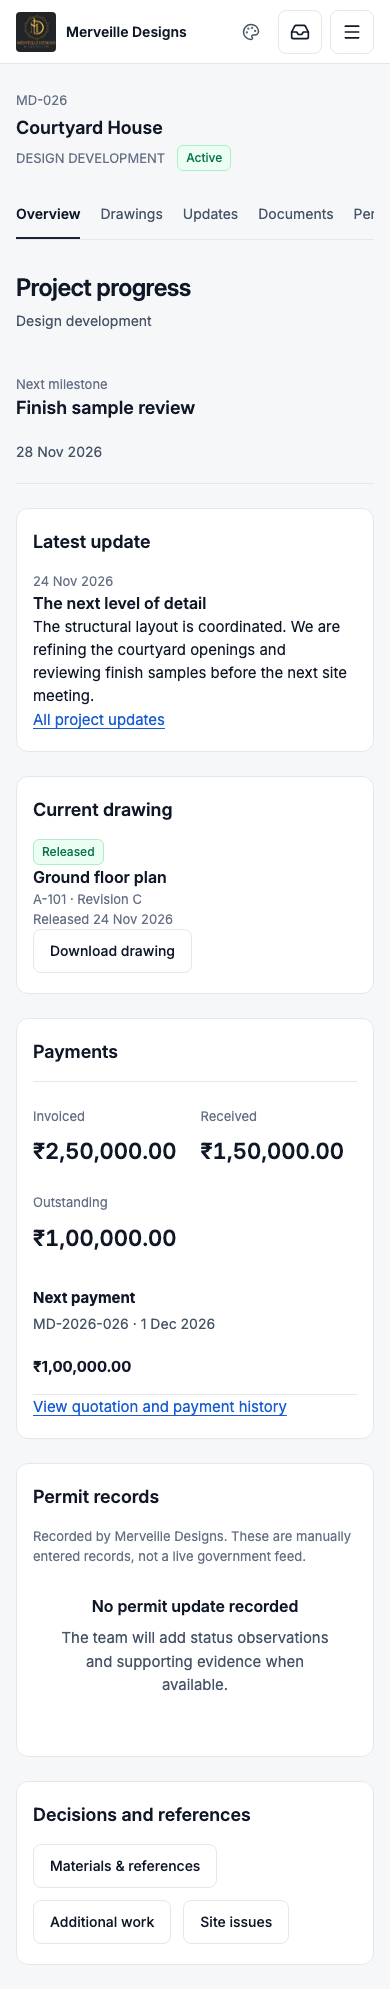 Merveille Designs
MD-026
Courtyard House
DESIGN DEVELOPMENT Active
Overview Drawings Updates Documents Per
Project progress
Design development
Next milestone
Finish sample review
28 Nov 2026
Latest update
24 Nov 2026
The next level of detail
The structural layout is coordinated. We are
refining the courtyard openings and
reviewing finish samples before the next site
meeting.
All project updates
Current drawing
Released
Ground floor plan
A-101 · Revision C
Released 24 Nov 2026
Download drawing
Payments
Invoiced Received
₹2,50,000.00 ₹1,50,000.00
Outstanding
₹1,00,000.00
Next payment
MD-2026-026 · 1 Dec 2026
₹1,00,000.00
View quotation and payment history
Permit records
Recorded by Merveille Designs. These are manually
entered records, not a live government feed.
No permit update recorded
The team will add status observations
and supporting evidence when
available.
Decisions and references
Materials & references
Additional work Site issues